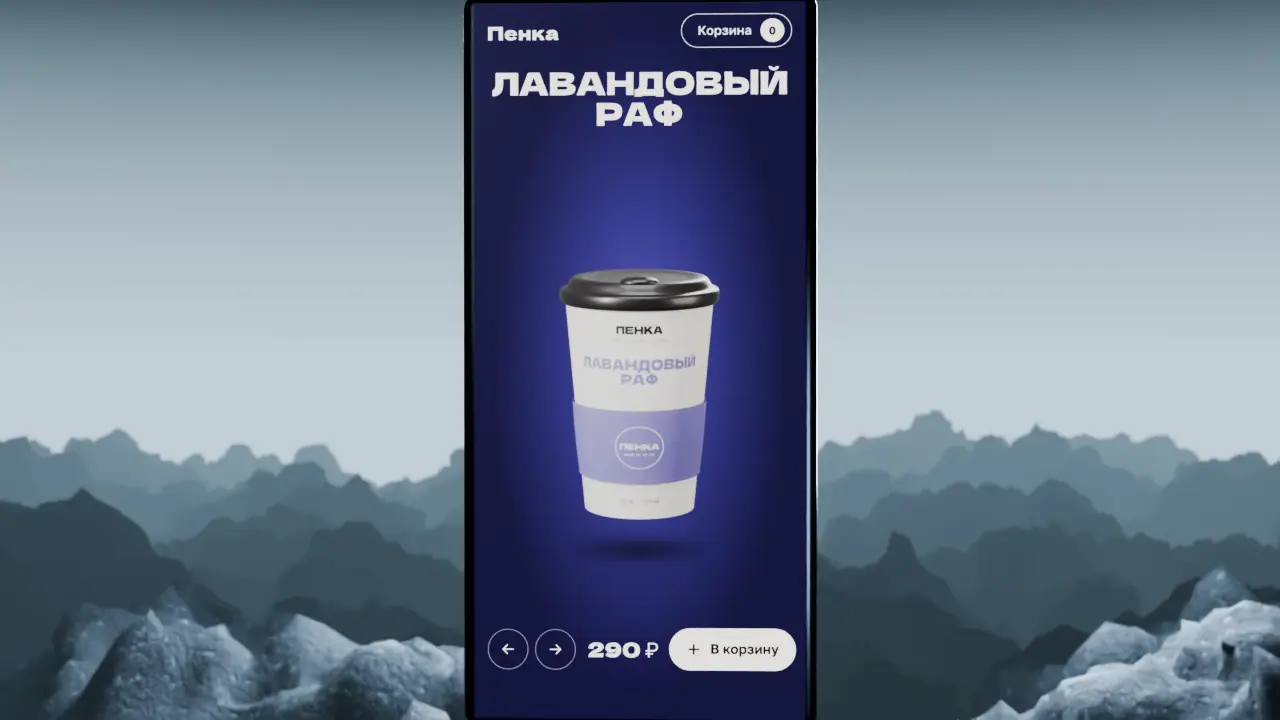 Пенка
Корзина 0
ЛАВАНДОВЫЙ
РАФ
ПЕНКА
ЛАВАНДОВЫЙ
РАФ
ПЕНКА
290 ₽
+ В корзину